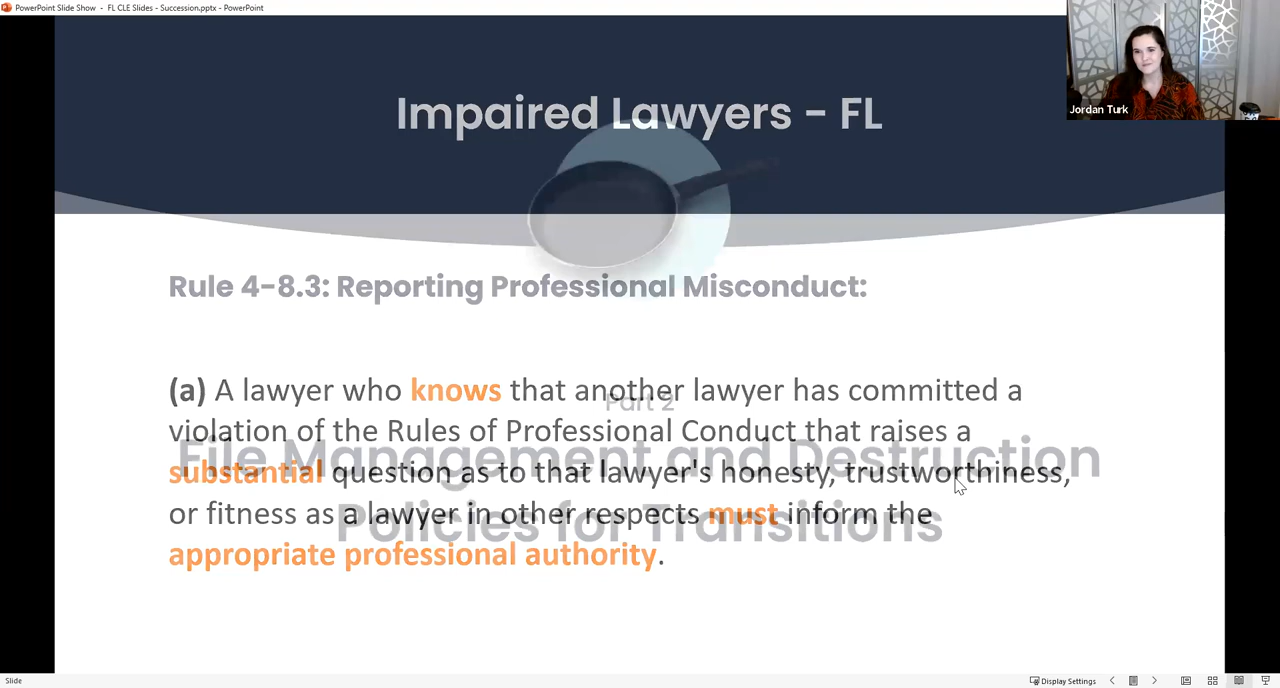 PowerPoint Slide Show - FL CLE Slides - Succession.pptx - PowerPoint
Jordan Turk
Impaired Lawyers - FL
Rule 4-8.3: Reporting Professional Misconduct:
(a) A lawyer who knows that another lawyer has committed a
violation of the Rules of Professional Conduct that raises a
substantial question as to that lawyer's honesty, trustworthiness,
or fitness as a lawyer in other respects must inform the
appropriate professional authority.
Part 2
File Management and Destruction
Policies for Transitions
Slide
Display Settings